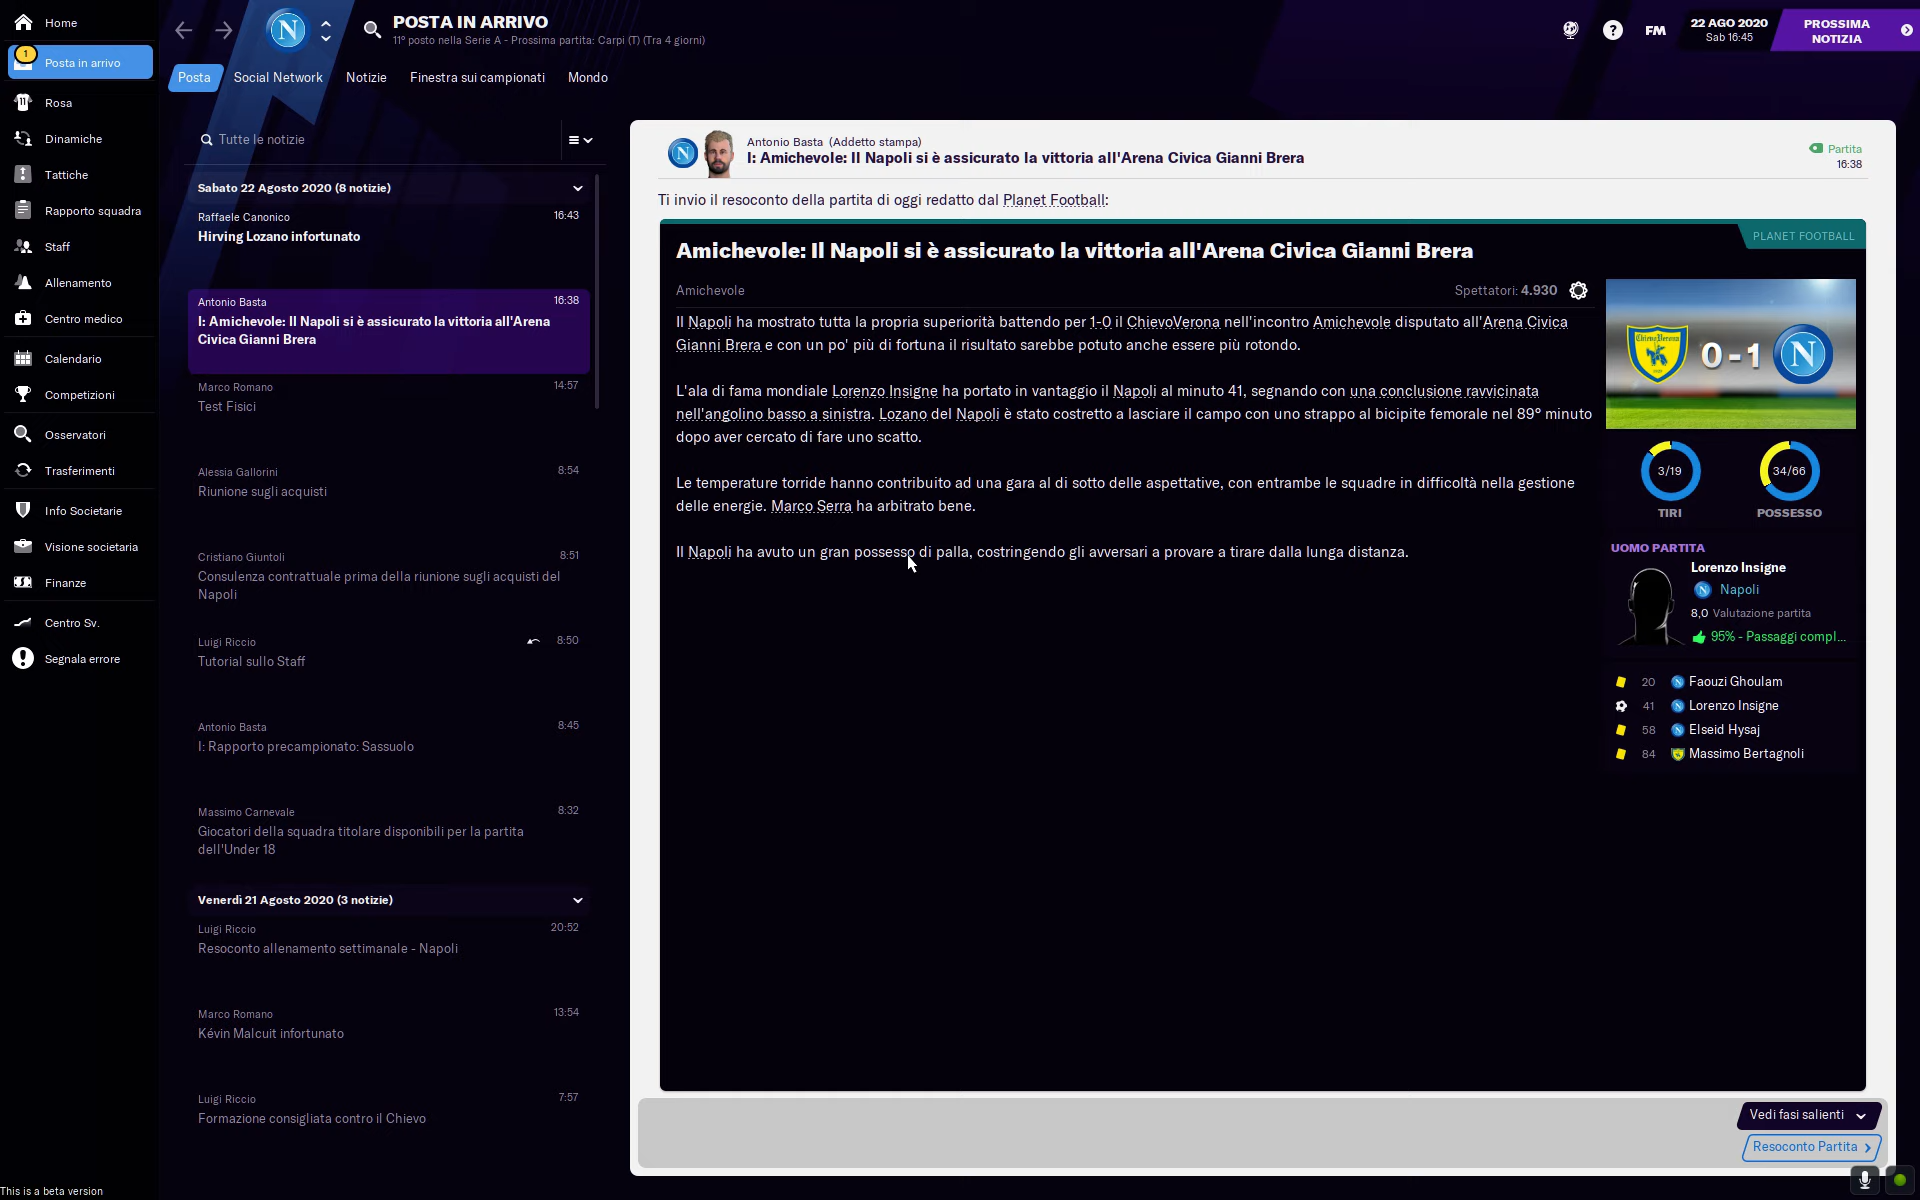 Home
POSTA IN ARRIVO
11º posto nella Serie A - Prossima partita: Carpi (T) (Tra 4 giorni)
FM
22 AGO 2020
Sab 16:45
PROSSIMA
NOTIZIA
1
Posta in arrivo
Rosa
Dinamiche
Tattiche
Rapporto squadra
Staff
Allenamento
Centro medico
Calendario
Competizioni
Osservatori
Trasferimenti
Info Societarie
Visione societaria
Finanze
Centro Sv.
Segnala errore
This is a beta version
Posta
Social Network
Notizie
Finestra sui campionati
Mondo
Tutte le notizie
Sabato 22 Agosto 2020 (8 notizie)
Raffaele Canonico 16:43
Hirving Lozano infortunato
Antonio Basta 16:38
I: Amichevole: Il Napoli si è assicurato la vittoria all'Arena
Civica Gianni Brera
Marco Romano 14:57
Test Fisici
Alessia Gallorini 8:54
Riunione sugli acquisti
Cristiano Giuntoli 8:51
Consulenza contrattuale prima della riunione sugli acquisti del
Napoli
Luigi Riccio 8:50
Tutorial sullo Staff
Antonio Basta 8:45
I: Rapporto precampionato: Sassuolo
Massimo Carnevale 8:32
Giocatori della squadra titolare disponibili per la partita
dell'Under 18
Venerdì 21 Agosto 2020 (3 notizie)
Luigi Riccio 20:52
Resoconto allenamento settimanale - Napoli
Marco Romano 13:54
Kévin Malcuit infortunato
Luigi Riccio 7:57
Formazione consigliata contro il Chievo
Antonio Basta (Addetto stampa)
I: Amichevole: Il Napoli si è assicurato la vittoria all'Arena Civica Gianni Brera
Partita
16:38
Ti invio il resoconto della partita di oggi redatto dal Planet Football:
PLANET FOOTBALL
Amichevole: Il Napoli si è assicurato la vittoria all'Arena Civica Gianni Brera
Amichevole
Spettatori: 4.930
Il Napoli ha mostrato tutta la propria superiorità battendo per 1-0 il ChievoVerona nell'incontro Amichevole disputato all'Arena Civica
Gianni Brera e con un po' più di fortuna il risultato sarebbe potuto anche essere più rotondo.
L'ala di fama mondiale Lorenzo Insigne ha portato in vantaggio il Napoli al minuto 41, segnando con una conclusione ravvicinata
nell'angolino basso a sinistra. Lozano del Napoli è stato costretto a lasciare il campo con uno strappo al bicipite femorale nel 89º minuto
dopo aver cercato di fare uno scatto.
Le temperature torride hanno contribuito ad una gara al di sotto delle aspettative, con entrambe le squadre in difficoltà nella gestione
delle energie. Marco Serra ha arbitrato bene.
Il Napoli ha avuto un gran possesso di palla, costringendo gli avversari a provare a tirare dalla lunga distanza.
0 - 1
3/19
34/66
TIRI
POSSESSO
UOMO PARTITA
Lorenzo Insigne
Napoli
8,0 Valutazione partita
95% - Passaggi compl...
20 Faouzi Ghoulam
41 Lorenzo Insigne
58 Elseid Hysaj
84 Massimo Bertagnoli
Vedi fasi salienti
Resoconto Partita